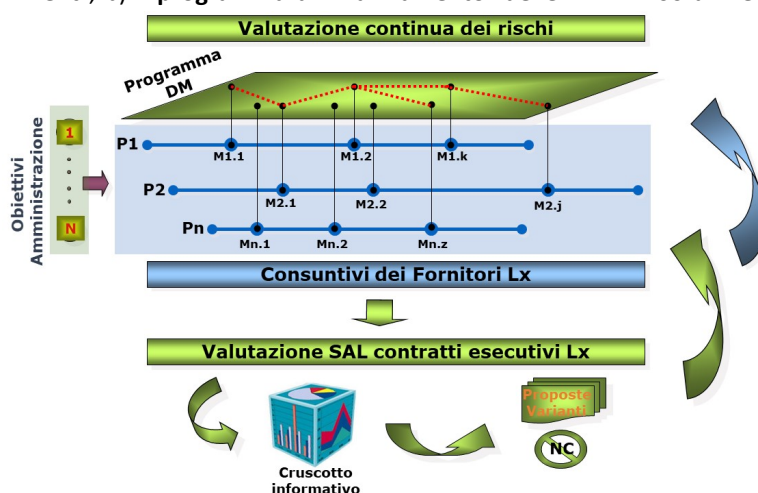 Valutazione continua dei rischi
Programma
DM
Obiettivi
Amministrazione
1
N
P1
M1.1
M1.2
M1.k
P2
M2.1
M2.2
M2.j
Pn
Mn.1
Mn.2
Mn.z
Consuntivi dei Fornitori Lx
Valutazione SAL contratti esecutivi Lx
Cruscotto
informativo
Proposte
Varianti
NC